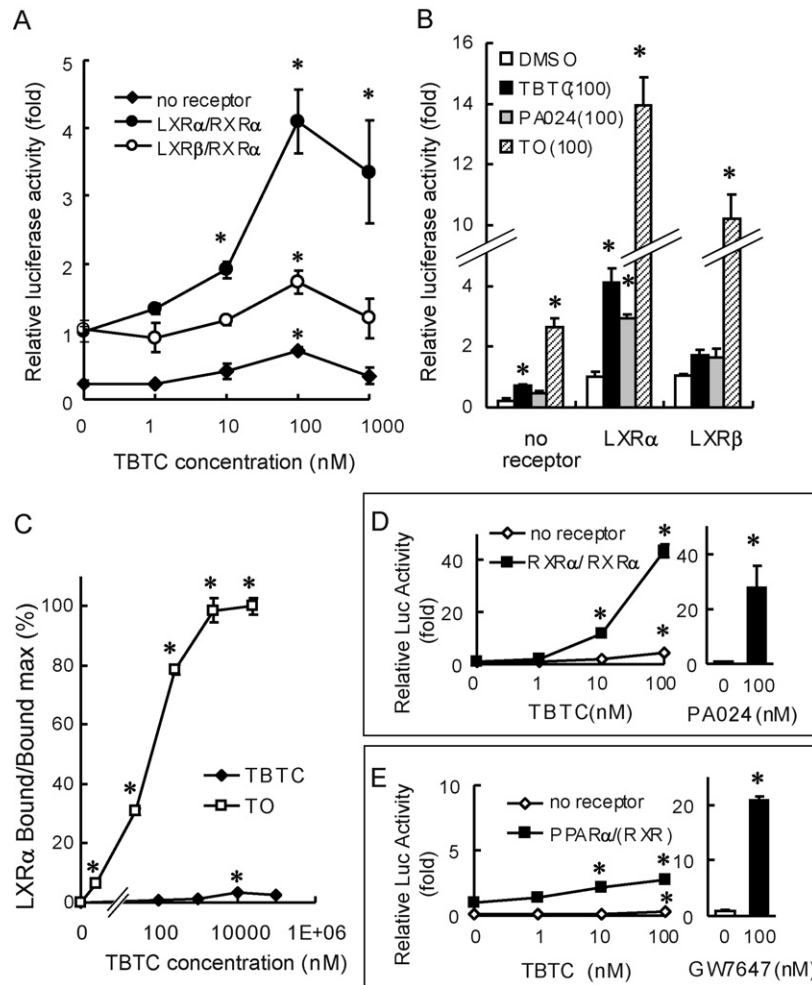 A
Relative luciferase activity (fold)
5
4
3
2
1
0
no receptor
LXRα/RXRα
LXRβ/RXRα
*
*
*
*
*
0 1 10 100 1000
TBTC concentration (nM)
B
Relative luciferase activity (fold)
16
14
12
10
4
2
0
DMSO
TBTC(100)
PA024(100)
TO(100)
*
*
*
*
*
*
no receptor
LXRα
LXRβ
C
LXRα Bound/Bound max (%)
100
80
60
40
20
0
*
*
*
*
*
*
TBTC
TO
0 100 10000 1E+06
TBTC concentration (nM)
D
Relative Luc Activity
(fold)
40
20
0
no receptor
RXRα/RXRα
*
*
*
0 1 10 100
TBTC(nM)
40
20
0
*
0 100
PA024(nM)
E
Relative Luc Activity
(fold)
10
5
0
no receptor
PPARα/(RXR)
*
*
*
0 1 10 100
TBTC (nM)
20
10
0
*
0 100
GW7647(nM)